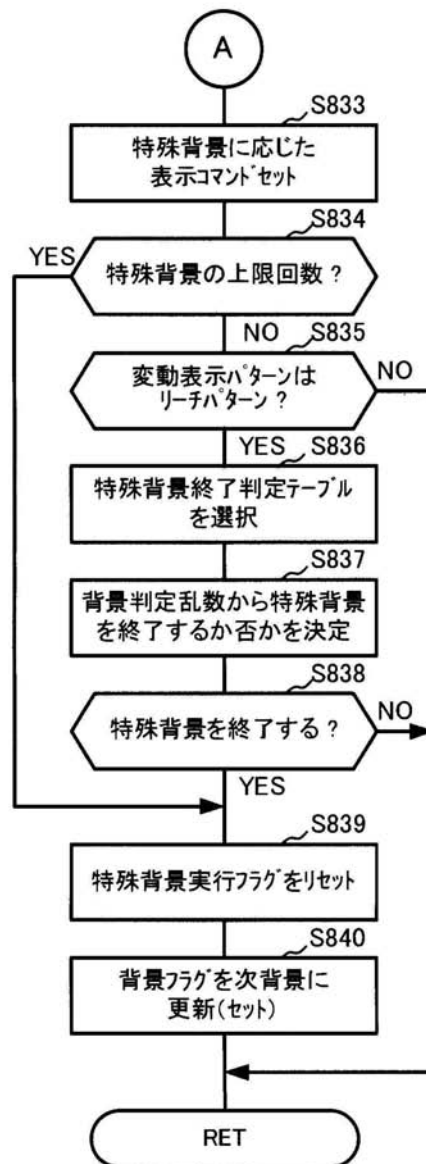 A
S833
特殊背景に応じた
表示コマンドセット
S834
YES
特殊背景の上限回数？
NO
S835
変動表示パターンは
リーチパターン？
NO
YES
S836
特殊背景終了判定テーブル
を選択
S837
背景判定乱数から特殊背景
を終了するか否かを決定
S838
特殊背景を終了する？
NO
YES
S839
特殊背景実行フラグをリセット
S840
背景フラグを次背景に
更新(セット)
RET